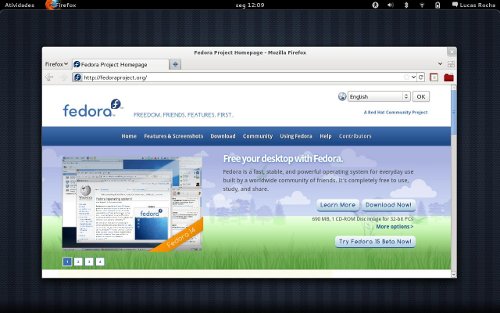 Atividades
Firefox
seg 12:09
Lucas Rocha
Fedora Project Homepage - Mozilla Firefox
Firefox
Fedora Project Homepage
http://fedoraproject.org/
English
OK
fedora
FREEDOM. FRIENDS. FEATURES. FIRST.
A Red Hat Community Project
Home Features & Screenshots Download Community Using Fedora Help Contributors
Free your desktop with Fedora.
Fedora is a fast, stable, and powerful operating system for everyday use
built by a worldwide community of friends. It's completely free to use,
study, and share.
Learn More
Download Now!
690 MB, 1 CD-ROM Disc Image for 32-bit PCs
More options>
Try Fedora 15 Beta Now!
fedora
Fedora 14
1 2 3 4